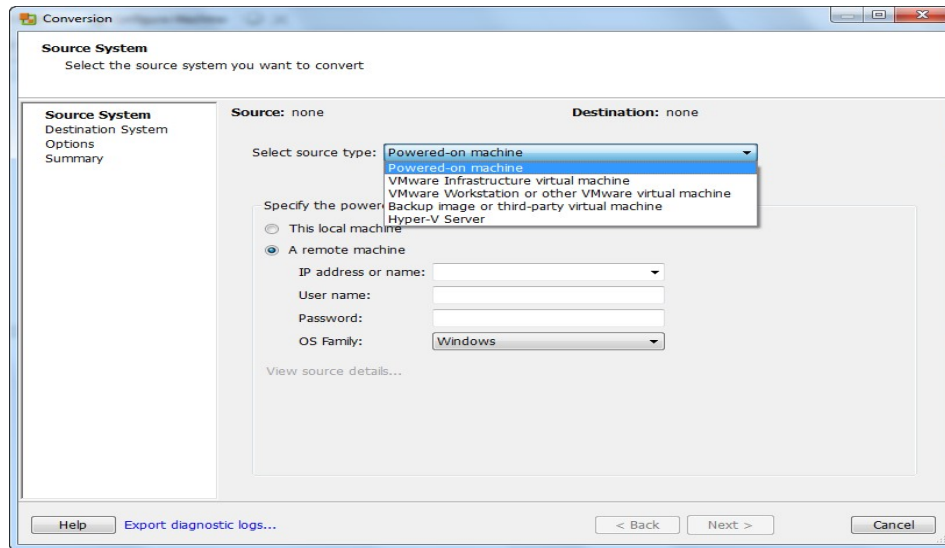 Conversion
Source System
Select the source system you want to convert
Source System
Destination System
Options
Summary
Source: none
Destination: none
Select source type: Powered-on machine
Powered-on machine
VMware Infrastructure virtual machine
VMware Workstation or other VMware virtual machine
Backup image or third-party virtual machine
Hyper-V Server
Specify the power
This local machine
A remote machine
IP address or name:
User name:
Password:
OS Family: Windows
View source details...
Help
Export diagnostic logs...
< Back
Next >
Cancel